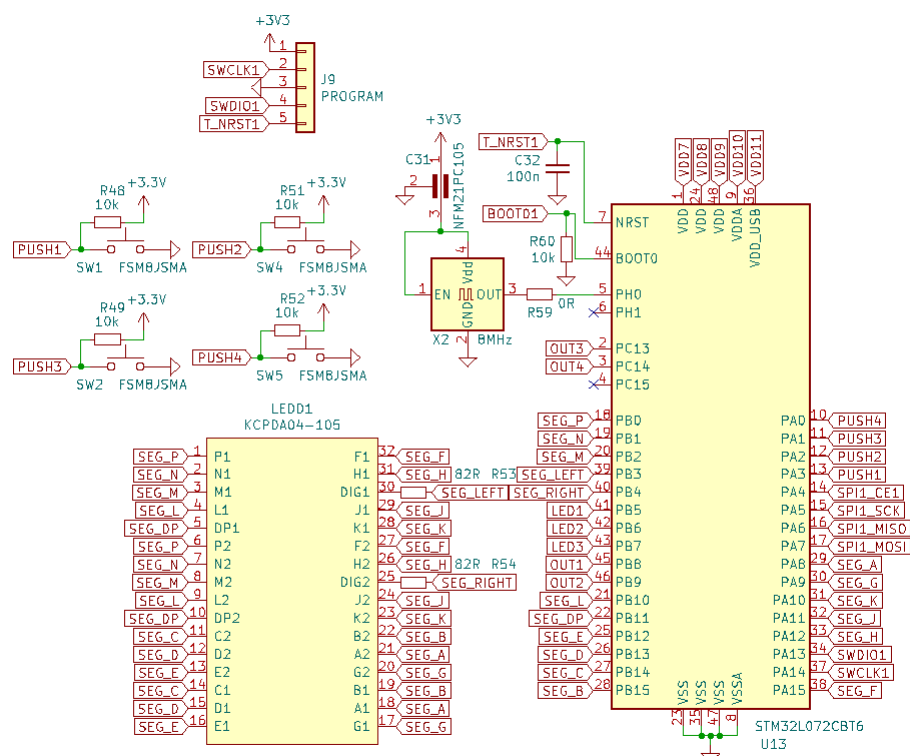 +3V3
1
SWCLK1 2
3
SWDIO1 4
T_NRST1 5
J9
PROGRAM
+3V3
C31
1
2
3
NFM21PC105
T_NRST1
C32
100n
BOOT01
R60
10k
R48
10k
+3.3V
PUSH1
SW1 FSM8JSMA
R51
10k
+3.3V
PUSH2
SW4 FSM8JSMA
R49
10k
+3.3V
PUSH3
SW2 FSM8JSMA
R52
10k
+3.3V
PUSH4
SW5 FSM8JSMA
4
Vdd
1 EN OUT 3
GND
2
X2 8MHz
R59 0R
VDD7 VDD8 VDD9 VDD10 VDD11
1 24 48 9 36
VDD VDD VDD VDDA VDD_USB
7 NRST
44 BOOT0
5 PH0
6 PH1
OUT3 2 PC13
OUT4 3 PC14
4 PC15
SEG_P 18 PB0
SEG_N 19 PB1
SEG_M 20 PB2
SEG_LEFT 39 PB3
SEG_RIGHT 40 PB4
LED1 41 PB5
LED2 42 PB6
LED3 43 PB7
OUT1 45 PB8
OUT2 46 PB9
SEG_L 21 PB10
SEG_DP 22 PB11
SEG_E 25 PB12
SEG_D 26 PB13
SEG_C 27 PB14
SEG_B 28 PB15
PA0 10 PUSH4
PA1 11 PUSH3
PA2 12 PUSH2
PA3 13 PUSH1
PA4 14 SPI1_CE1
PA5 15 SPI1_SCK
PA6 16 SPI1_MISO
PA7 17 SPI1_MOSI
PA8 29 SEG_A
PA9 30 SEG_G
PA10 31 SEG_K
PA11 32 SEG_J
PA12 33 SEG_H
PA13 34 SWDIO1
PA14 37 SWCLK1
PA15 38 SEG_F
VSS VSS VSS VSSA
23 35 47 8
STM32L072CBT6
U13
LEDD1
KCPDA04-105
SEG_P 1 P1 F1 32 SEG_F
SEG_N 2 N1 H1 31 SEG_H
82R R53
SEG_M 3 M1 DIG1 30 SEG_LEFT
SEG_L 4 L1 J1 29 SEG_J
SEG_DP 5 DP1 K1 28 SEG_K
SEG_P 6 P2 F2 27 SEG_F
SEG_N 7 N2 H2 26 SEG_H
82R R54
SEG_M 8 M2 DIG2 25 SEG_RIGHT
SEG_L 9 L2 J2 24 SEG_J
SEG_DP 10 DP2 K2 23 SEG_K
SEG_C 11 C2 B2 22 SEG_B
SEG_D 12 D2 A2 21 SEG_A
SEG_E 13 E2 G2 20 SEG_G
SEG_C 14 C1 B1 19 SEG_B
SEG_D 15 D1 A1 18 SEG_A
SEG_E 16 E1 G1 17 SEG_G